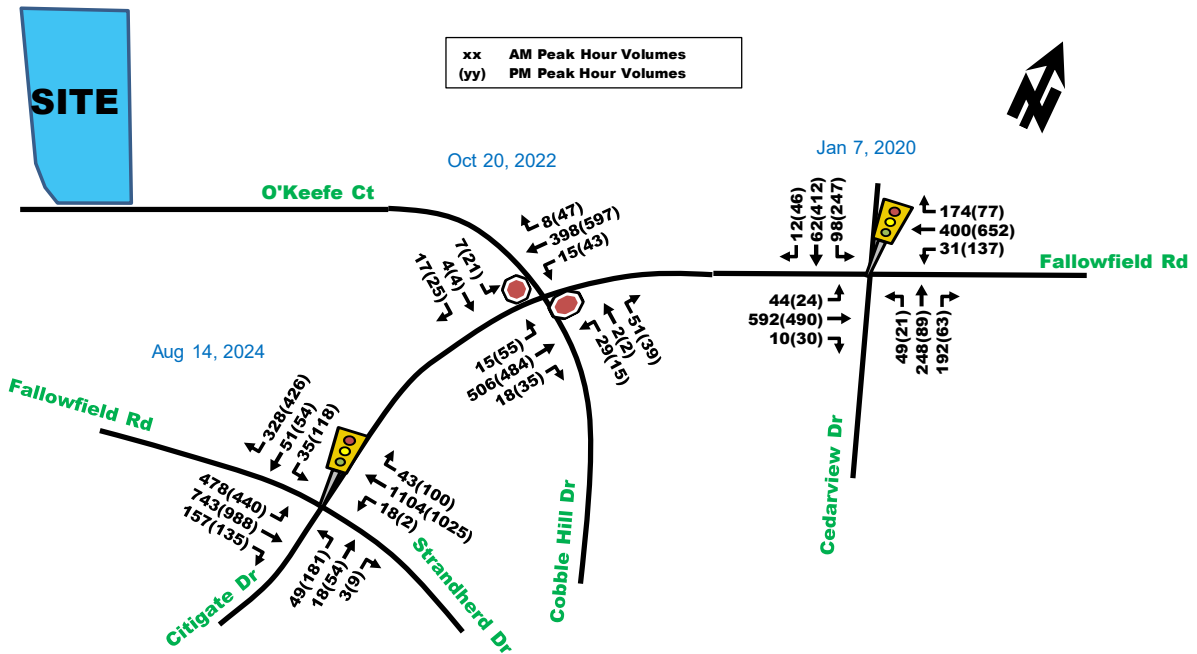 xx AM Peak Hour Volumes
(yy) PM Peak Hour Volumes
SITE
N
Oct 20, 2022
Jan 7, 2020
O'Keefe Ct
8(47)
398(597)
15(43)
7(21)
4(4)
17(25)
12(46)
62(412)
98(247)
174(77)
400(652)
31(137)
Fallowfield Rd
44(24)
592(490)
10(30)
49(21)
248(89)
192(63)
51(39)
2(2)
29(15)
15(55)
506(484)
18(35)
Aug 14, 2024
Fallowfield Rd
328(426)
51(54)
35(118)
478(440)
743(988)
157(135)
43(100)
1104(1025)
18(2)
49(181)
18(54)
3(9)
Citigate Dr
Strandherd Dr
Cobble Hill Dr
Cedarview Dr